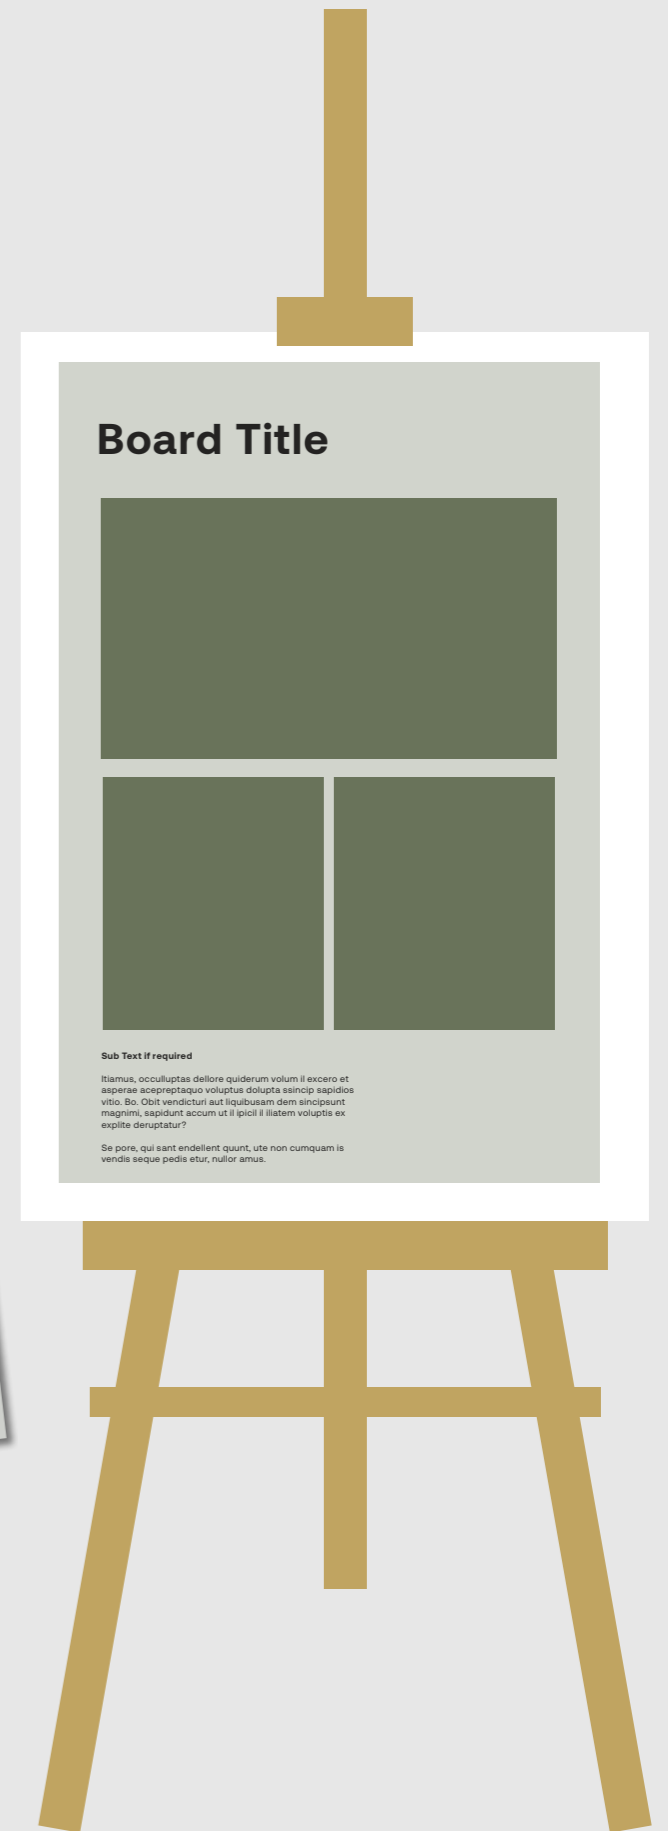 Board Title
Sub Text if required
Itiamus, occulluptas dellore quiderum volum il excero et
asperae acepreptaquo voluptus dolupta ssincip sapidios
vitio. Bo. Obit vendicturi aut liquibusam dem sincipsunt
magnimi, sapidunt accum ut il ipicil il iliatem voluptis ex
explite deruptatur?
Se pore, qui sant endellent quunt, ute non cumquam is
vendis seque pedis etur, nullor amus.